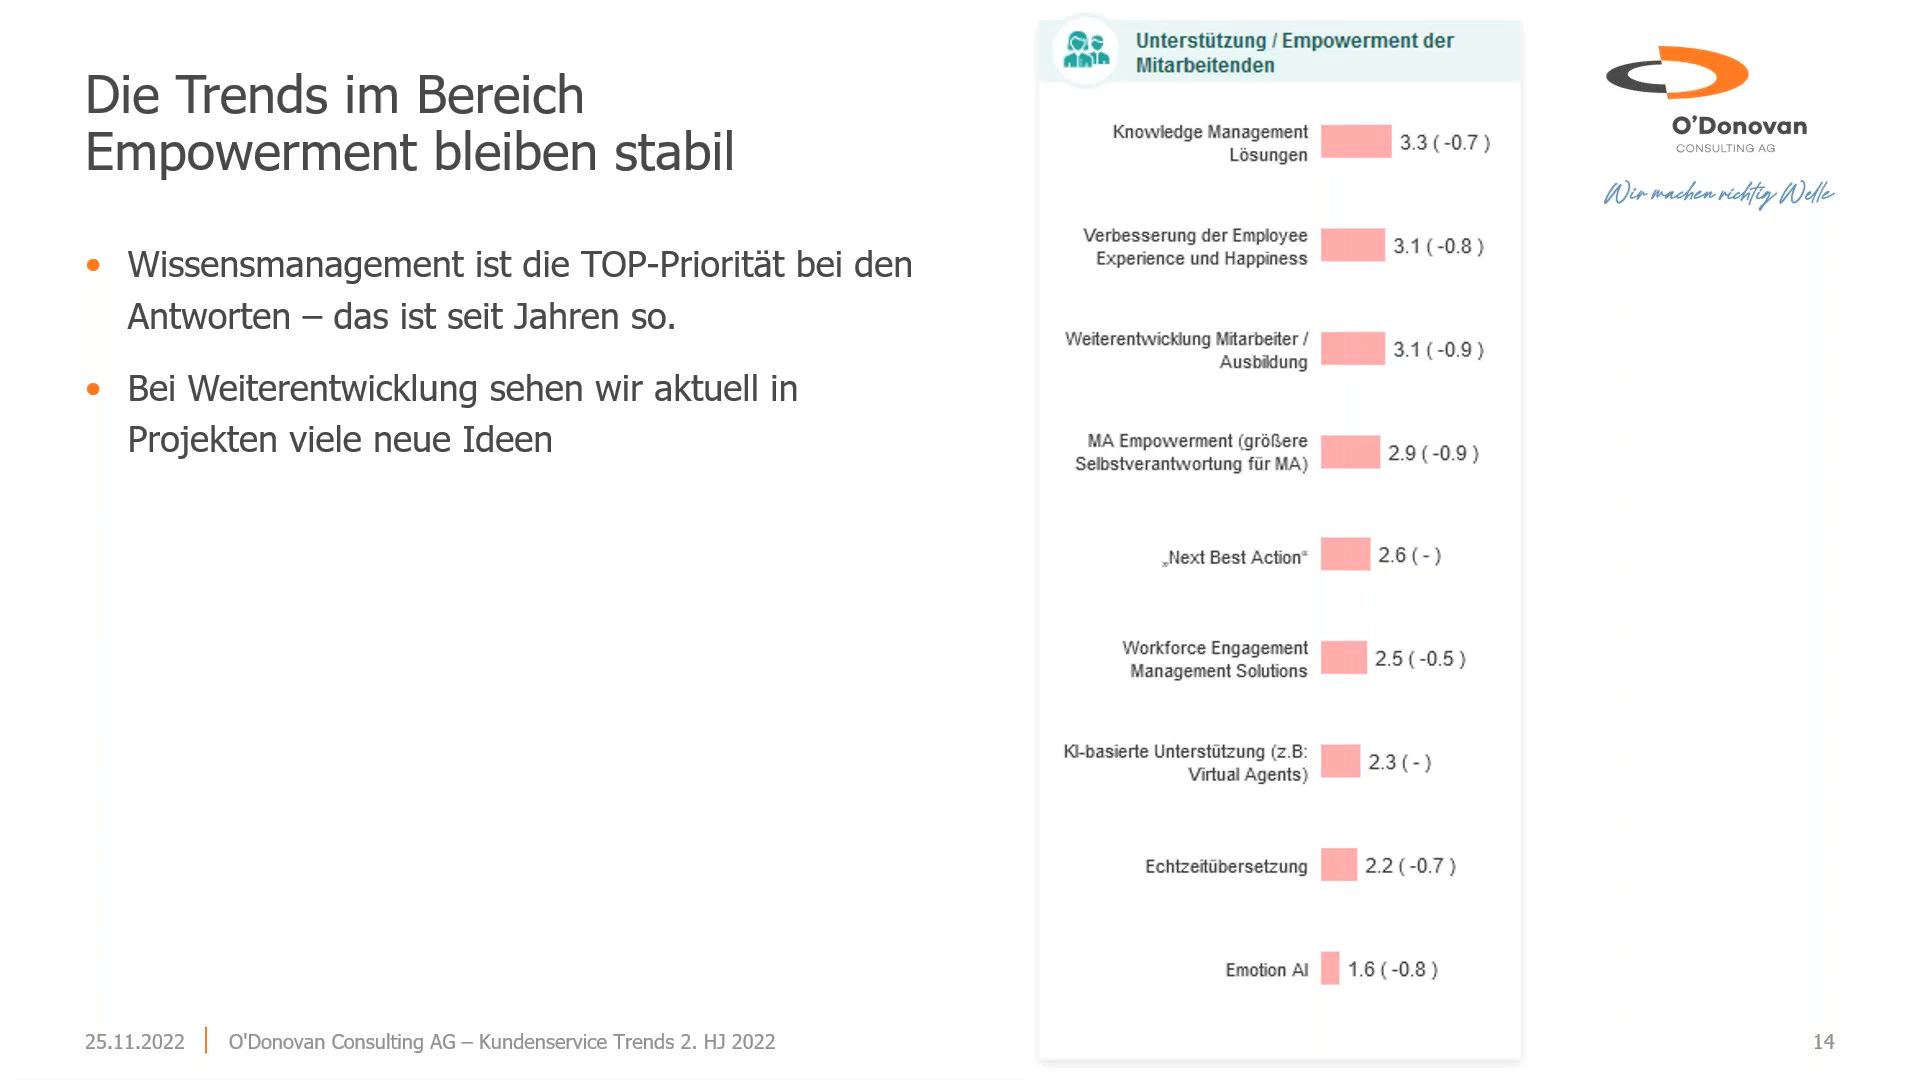 Die Trends im Bereich
Empowerment bleiben stabil
• Wissensmanagement ist die TOP-Priorität bei den
Antworten – das ist seit Jahren so.
• Bei Weiterentwicklung sehen wir aktuell in
Projekten viele neue Ideen
Unterstützung / Empowerment der
Mitarbeitenden
Knowledge Management
Lösungen
3.3 ( -0.7 )
Verbesserung der Employee
Experience und Happiness
3.1 ( -0.8 )
Weiterentwicklung Mitarbeiter /
Ausbildung
3.1 ( -0.9 )
MA Empowerment (größere
Selbstverantwortung für MA)
2.9 ( -0.9 )
„Next Best Action“
2.6 ( - )
Workforce Engagement
Management Solutions
2.5 ( -0.5 )
KI-basierte Unterstützung (z.B:
Virtual Agents)
2.3 ( - )
Echtzeitübersetzung
2.2 ( -0.7 )
Emotion AI
1.6 ( -0.8 )
O'Donovan
CONSULTING AG
Wir machen richtig Welle
25.11.2022
O'Donovan Consulting AG – Kundenservice Trends 2. HJ 2022
14